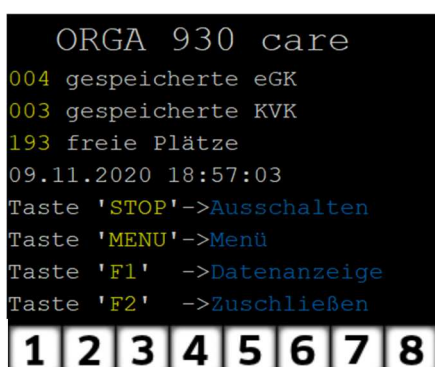 ORGA 930 care
004 gespeicherte eGK
003 gespeicherte KVK
193 freie Plätze
09.11.2020 18:57:03
Taste 'STOP'->Ausschalten
Taste 'MENU'->Menü
Taste 'F1' ->Datenanzeige
Taste 'F2' ->Zuschließen
1 2 3 4 5 6 7 8